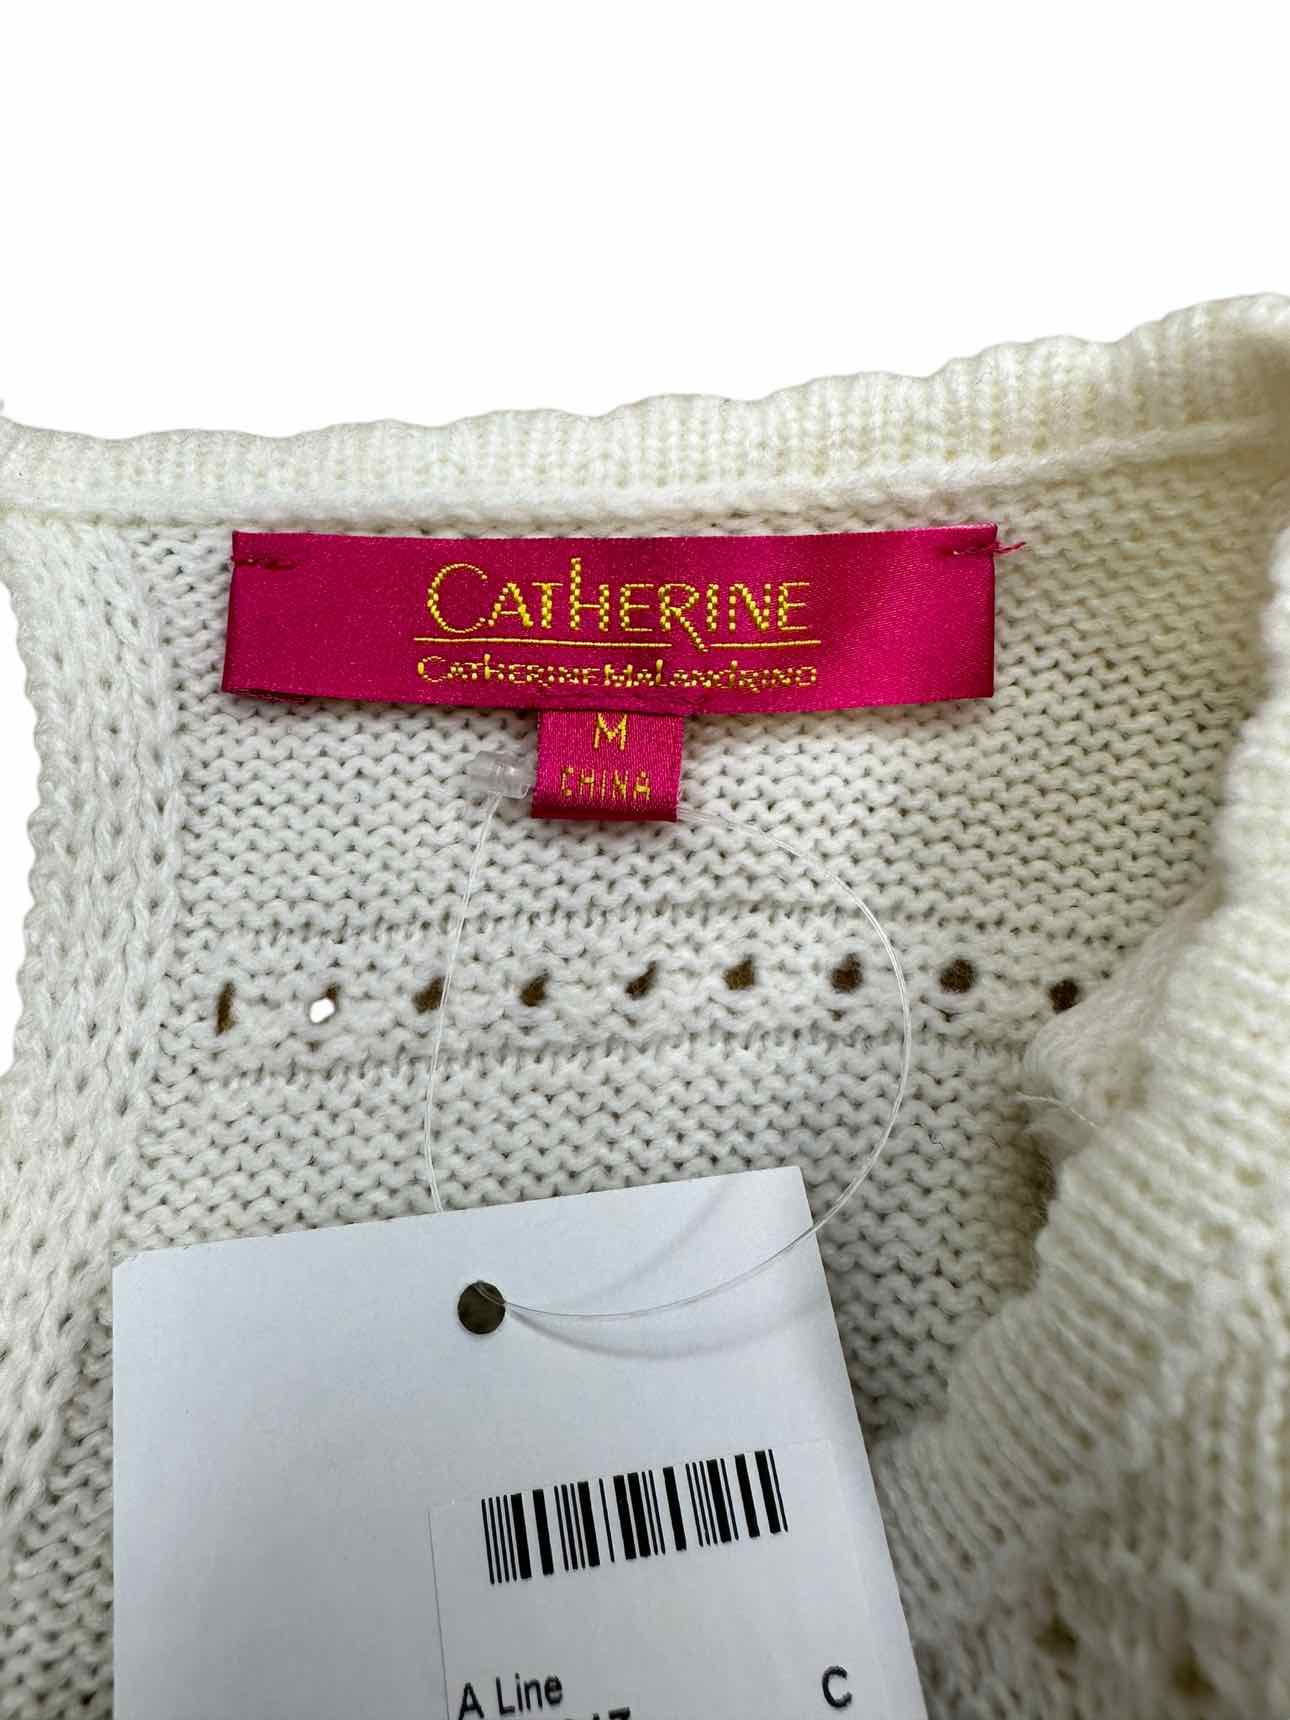 CATHERINE
CATHERINE MALANDRINO
M
CHINA
A Line C